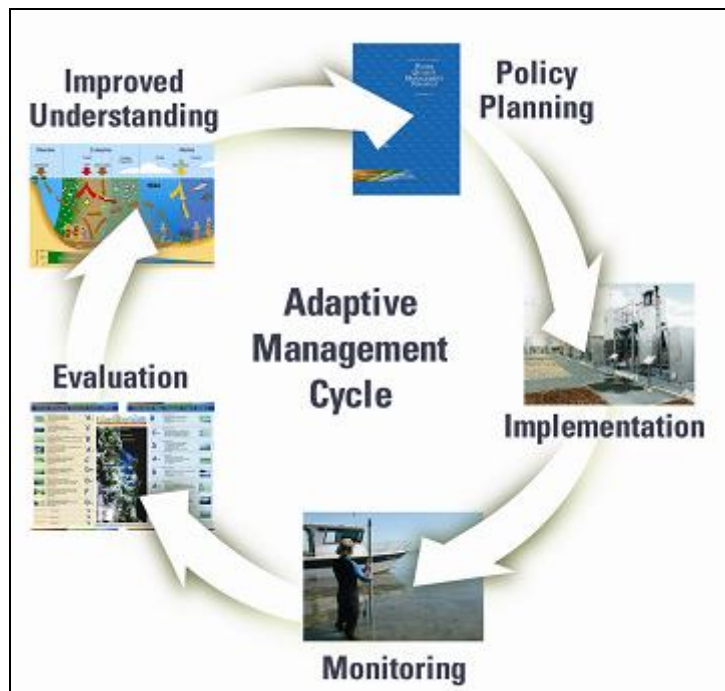 Improved
Understanding
Policy
Planning
Adaptive
Management
Cycle
Evaluation
Implementation
Monitoring